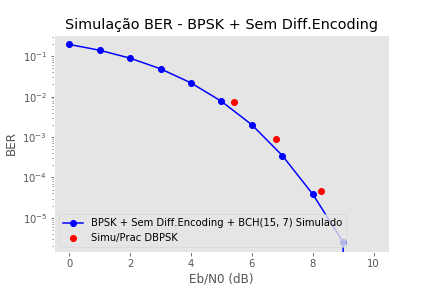 Simulação BER - BPSK + Sem Diff.Encoding
10⁻¹
10⁻²
10⁻³
10⁻⁴
10⁻⁵
BER
BPSK + Sem Diff.Encoding + BCH(15, 7) Simulado
Simu/Prac DBPSK
0 2 4 6 8 10
Eb/N0 (dB)